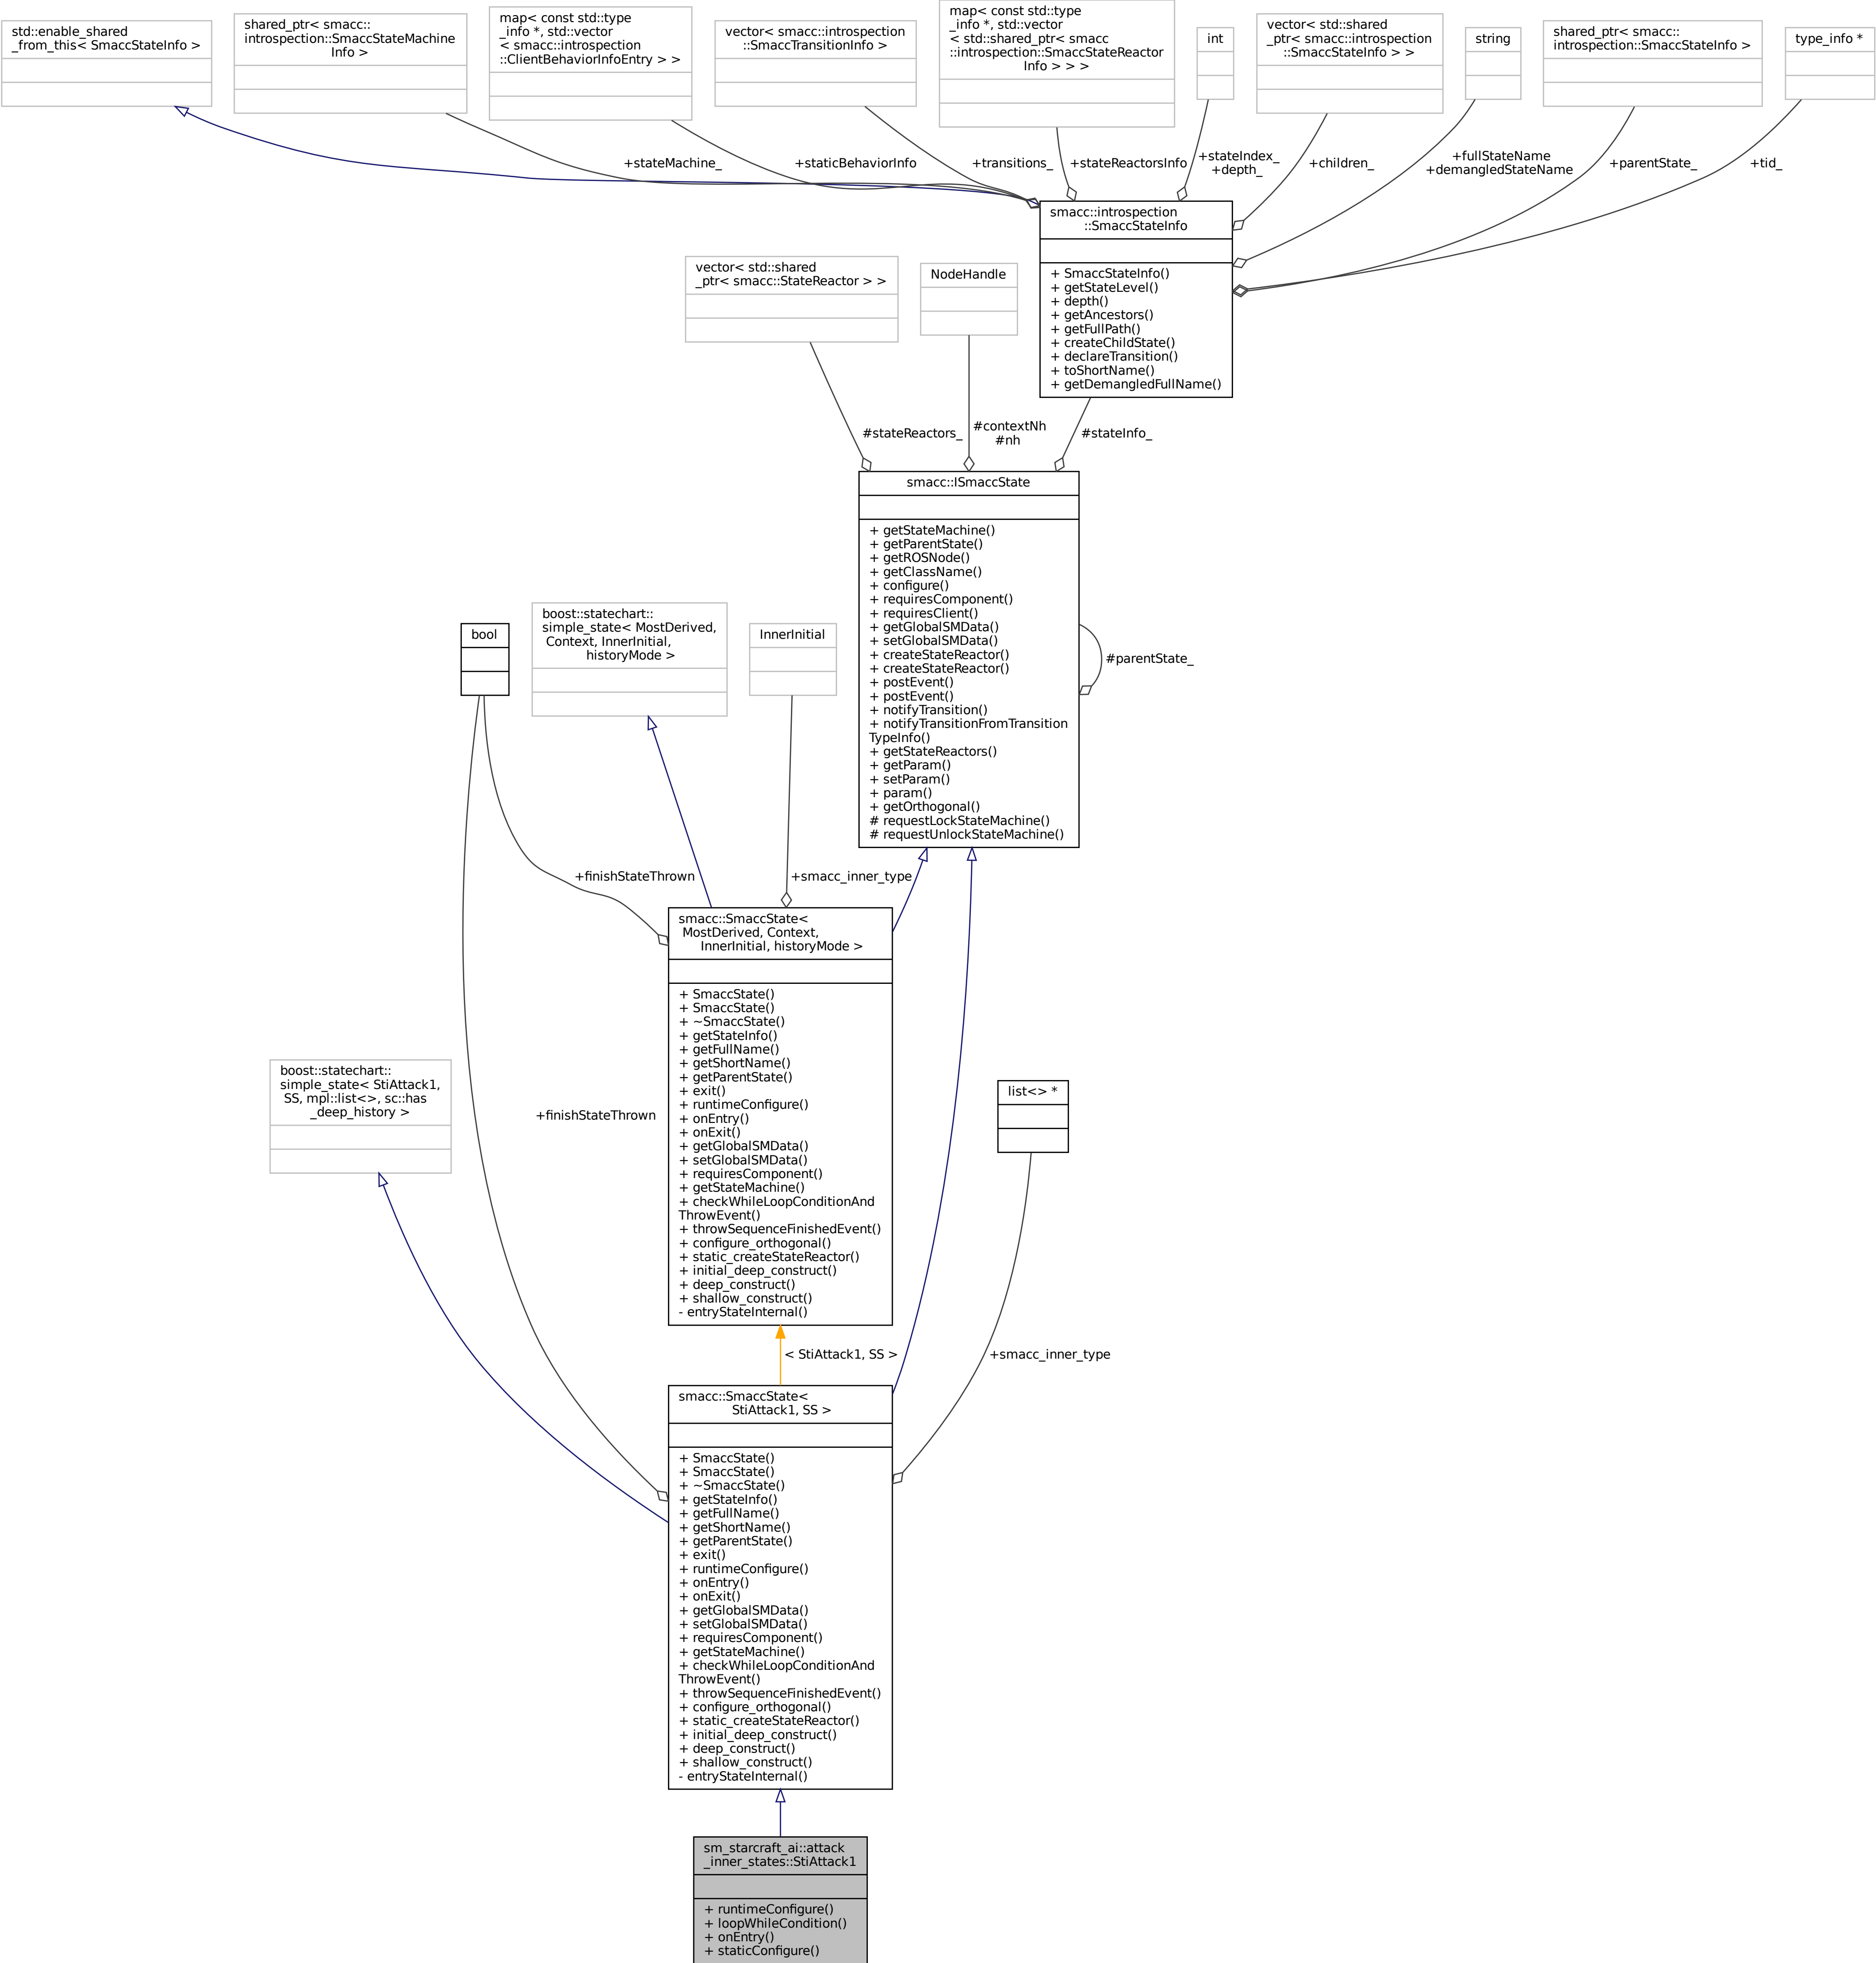 std::enable_shared
_from_this< SmaccStateInfo >
shared_ptr< smacc::
introspection::SmaccStateMachine
Info >
map< const std::type
_info *, std::vector
< smacc::introspection
::ClientBehaviorInfoEntry > >
vector< smacc::introspection
::SmaccTransitionInfo >
map< const std::type
_info *, std::vector
< std::shared_ptr< smacc
::introspection::SmaccStateReactor
Info > > >
int
vector< std::shared
_ptr< smacc::introspection
::SmaccStateInfo > >
string
shared_ptr< smacc::
introspection::SmaccStateInfo >
type_info *
+stateMachine_
+staticBehaviorInfo
+transitions_
+stateReactorsInfo
+stateIndex_
+depth_
+children_
+fullStateName
+demangledStateName
+parentState_
+tid_
smacc::introspection
::SmaccStateInfo
+ SmaccStateInfo()
+ getStateLevel()
+ depth()
+ getAncestors()
+ getFullPath()
+ createChildState()
+ declareTransition()
+ toShortName()
+ getDemangledFullName()
vector< std::shared
_ptr< smacc::StateReactor > >
NodeHandle
#stateReactors_
#contextNh
#nh
#stateInfo_
smacc::ISmaccState
+ getStateMachine()
+ getParentState()
+ getROSNode()
+ getClassName()
+ configure()
+ requiresComponent()
+ requiresClient()
+ getGlobalSMData()
+ setGlobalSMData()
+ createStateReactor()
+ createStateReactor()
+ postEvent()
+ postEvent()
+ notifyTransition()
+ notifyTransitionFromTransition
TypeInfo()
+ getStateReactors()
+ getParam()
+ setParam()
+ param()
+ getOrthogonal()
# requestLockStateMachine()
# requestUnlockStateMachine()
#parentState_
bool
boost::statechart::
simple_state< MostDerived,
Context, InnerInitial,
historyMode >
InnerInitial
+finishStateThrown
+smacc_inner_type
smacc::SmaccState<
MostDerived, Context,
InnerInitial, historyMode >
+ SmaccState()
+ SmaccState()
+ ~SmaccState()
+ getStateInfo()
+ getFullName()
+ getShortName()
+ getParentState()
+ exit()
+ runtimeConfigure()
+ onEntry()
+ onExit()
+ getGlobalSMData()
+ setGlobalSMData()
+ requiresComponent()
+ getStateMachine()
+ checkWhileLoopConditionAnd
ThrowEvent()
+ throwSequenceFinishedEvent()
+ configure_orthogonal()
+ static_createStateReactor()
+ initial_deep_construct()
+ deep_construct()
+ shallow_construct()
- entryStateInternal()
boost::statechart::
simple_state< StiAttack1,
SS, mpl::list<>, sc::has
_deep_history >
+finishStateThrown
list<> *
< StiAttack1, SS >
+smacc_inner_type
smacc::SmaccState<
StiAttack1, SS >
+ SmaccState()
+ SmaccState()
+ ~SmaccState()
+ getStateInfo()
+ getFullName()
+ getShortName()
+ getParentState()
+ exit()
+ runtimeConfigure()
+ onEntry()
+ onExit()
+ getGlobalSMData()
+ setGlobalSMData()
+ requiresComponent()
+ getStateMachine()
+ checkWhileLoopConditionAnd
ThrowEvent()
+ throwSequenceFinishedEvent()
+ configure_orthogonal()
+ static_createStateReactor()
+ initial_deep_construct()
+ deep_construct()
+ shallow_construct()
- entryStateInternal()
sm_starcraft_ai::attack
_inner_states::StiAttack1
+ runtimeConfigure()
+ loopWhileCondition()
+ onEntry()
+ staticConfigure()